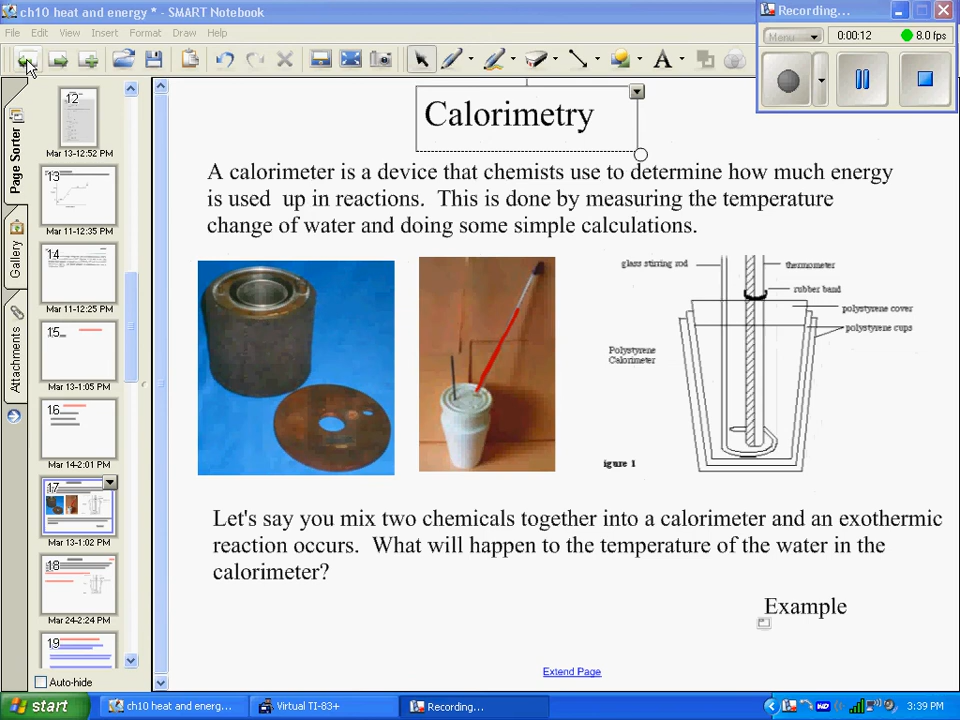 ch10 heat and energy * - SMART Notebook
Recording...
File Edit View Insert Format Draw Help
Menu
0:00:12
8.0 fps
A
Page Sorter
Gallery
Attachments
12
Mar 13-12:52 PM
13
Mar 11-12:35 PM
14
Mar 11-12:25 PM
15
Mar 13-1:05 PM
16
Mar 14-2:01 PM
17
Mar 13-1:02 PM
18
Mar 24-2:24 PM
19
Auto-hide
Calorimetry
A calorimeter is a device that chemists use to determine how much energy
is used up in reactions. This is done by measuring the temperature
change of water and doing some simple calculations.
glass stirring rod
thermometer
rubber band
polystyrene cover
polystyrene cups
Polystyrene
Calorimeter
igure 1
Let's say you mix two chemicals together into a calorimeter and an exothermic
reaction occurs. What will happen to the temperature of the water in the
calorimeter?
Example
Extend Page
start
ch10 heat and energ...
Virtual TI-83+
Recording...
3:39 PM